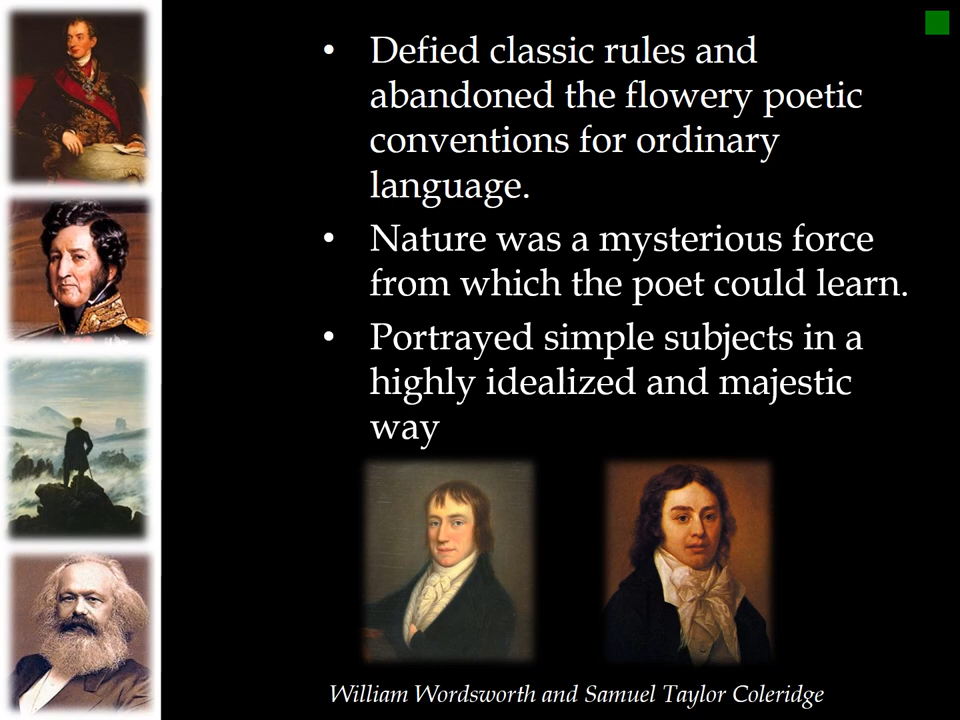 • Defied classic rules and
abandoned the flowery poetic
conventions for ordinary
language.
• Nature was a mysterious force
from which the poet could learn.
• Portrayed simple subjects in a
highly idealized and majestic
way
William Wordsworth and Samuel Taylor Coleridge